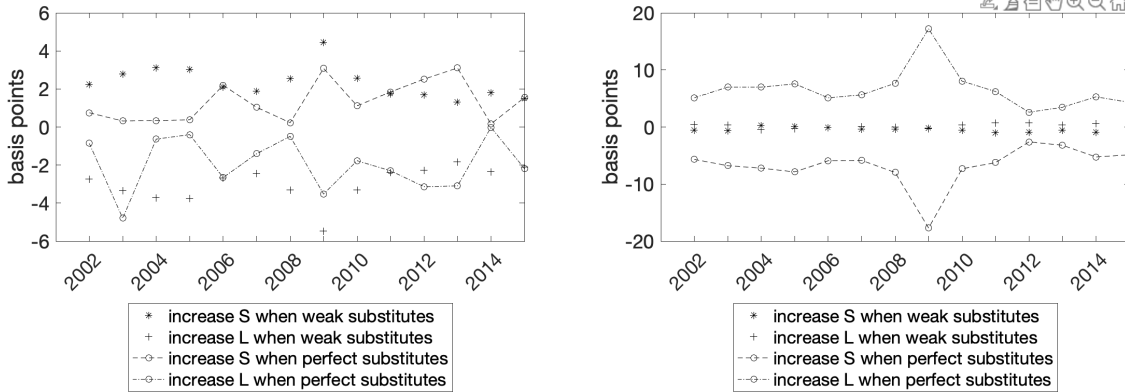 6
4
2
0
-2
-4
-6
basis points
2002
2004
2006
2008
2010
2012
2014
increase S when weak substitutes
increase L when weak substitutes
increase S when perfect substitutes
increase L when perfect substitutes
20
10
0
-10
-20
basis points
2002
2004
2006
2008
2010
2012
2014
increase S when weak substitutes
increase L when weak substitutes
increase S when perfect substitutes
increase L when perfect substitutes